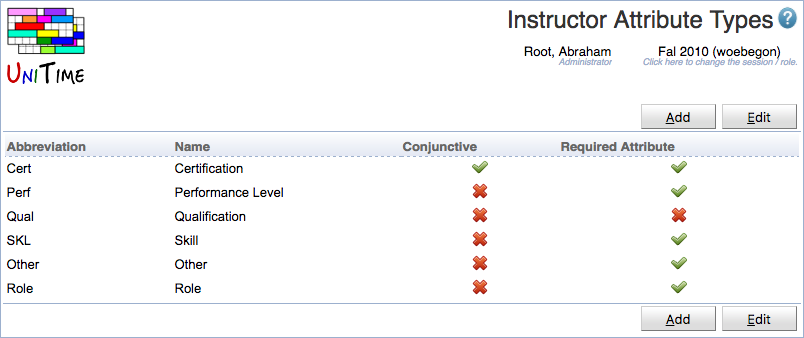 UniTime
Instructor Attribute Types ?
Root, Abraham Fal 2010 (woebegon)
Administrator Click here to change the session / role.
Add Edit
Abbreviation Name Conjunctive Required Attribute
Cert Certification
Perf Performance Level
Qual Qualification
SKL Skill
Other Other
Role Role
Add Edit